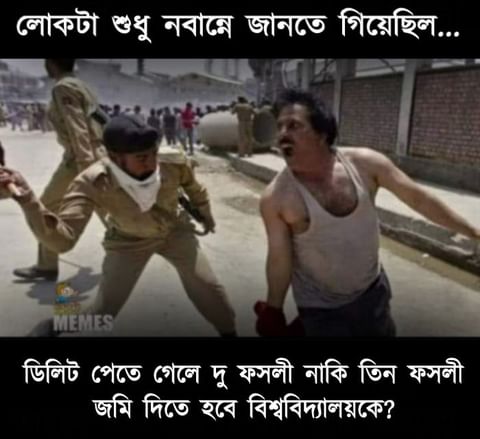 লোকটা শুধু নবান্নে জানতে গিয়েছিল...
MEMES
ডিলিট পেতে গেলে দু ফসলী নাকি তিন ফসলী
জমি দিতে হবে বিশ্ববিদ্যালয়কে?